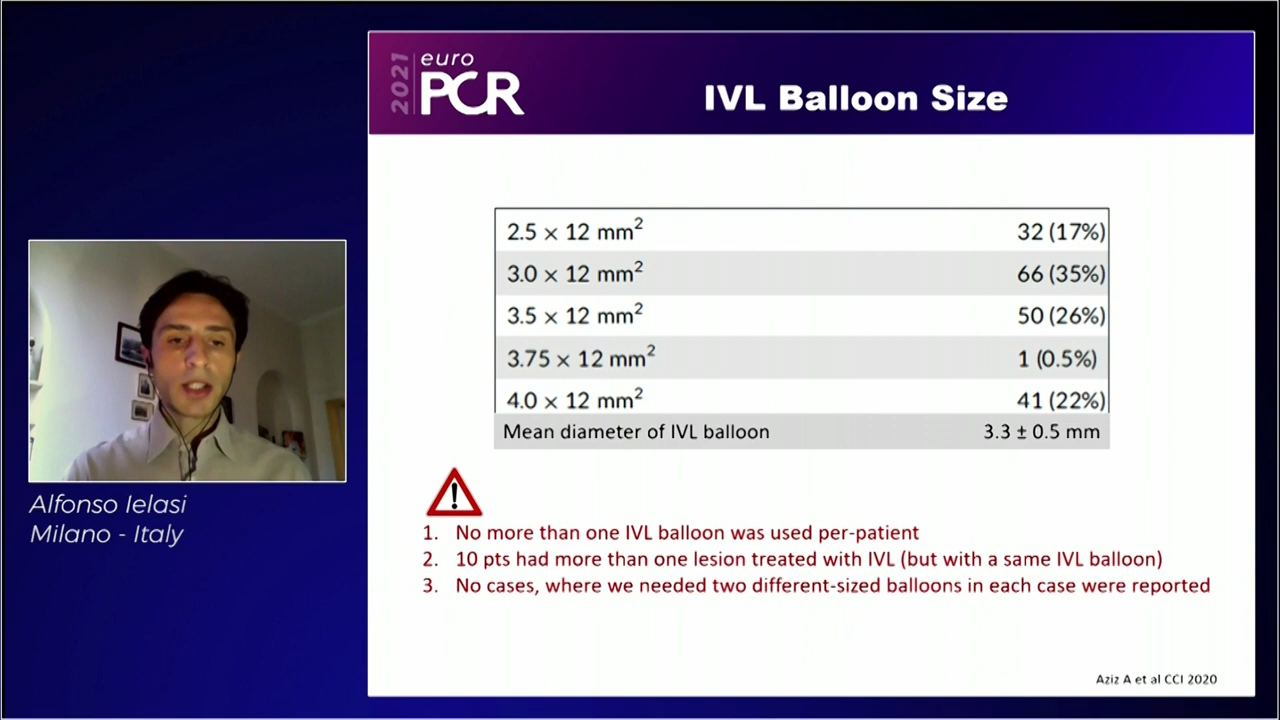 2021 euro
PCR
IVL Balloon Size
2.5 × 12 mm² 32 (17%)
3.0 × 12 mm² 66 (35%)
3.5 × 12 mm² 50 (26%)
3.75 × 12 mm² 1 (0.5%)
4.0 × 12 mm² 41 (22%)
Mean diameter of IVL balloon 3.3 ± 0.5 mm
!
1. No more than one IVL balloon was used per-patient
2. 10 pts had more than one lesion treated with IVL (but with a same IVL balloon)
3. No cases, where we needed two different-sized balloons in each case were reported
Aziz A et al CCI 2020
Alfonso Ielasi
Milano - Italy